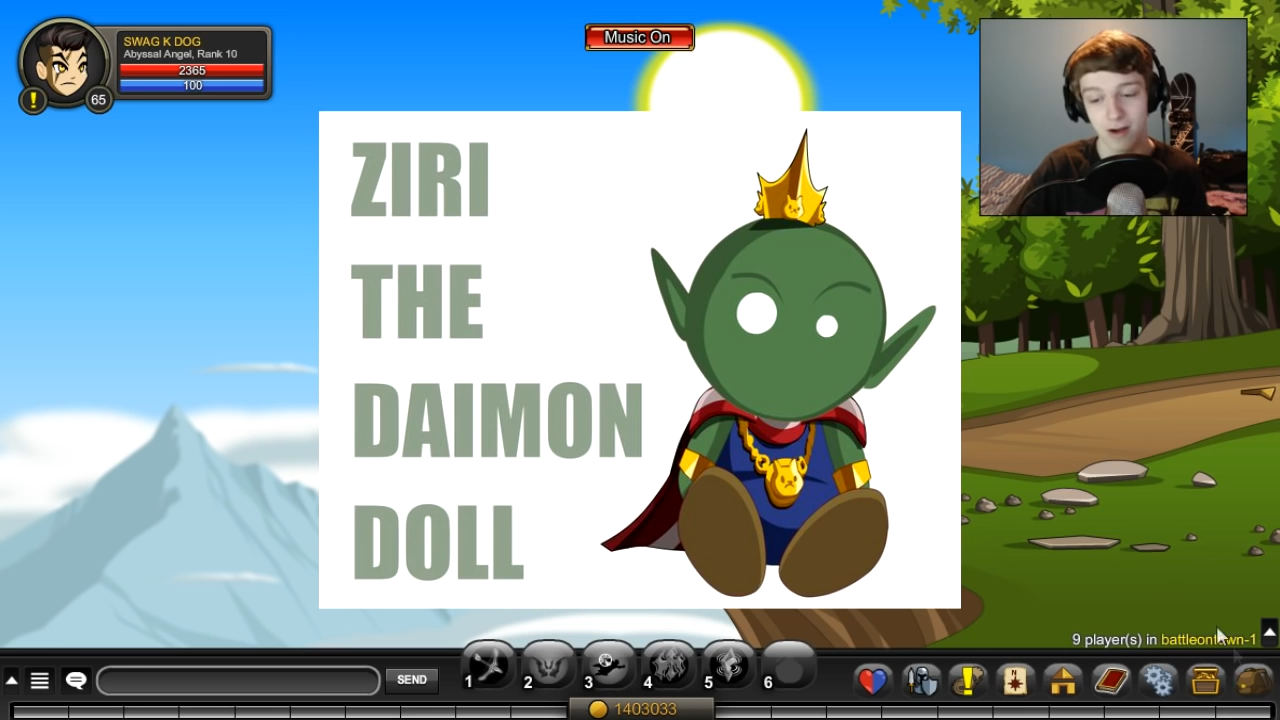 SWAG K DOG
Abyssal Angel, Rank 10
2365
100
65
Music On
ZIRI
THE
DAIMON
DOLL
9 player(s) in battleontown-1
SEND
1
2
3
4
5
6
1403033